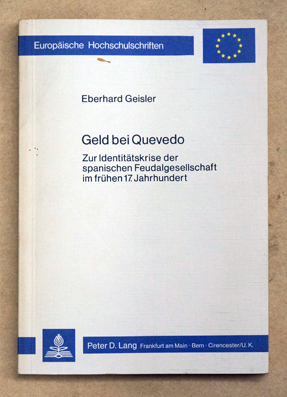 Europäische Hochschulschriften
Eberhard Geisler
Geld bei Quevedo
Zur Identitätskrise der
spanischen Feudalgesellschaft
im frühen 17. Jahrhundert
Peter D. Lang Frankfurt am Main · Bern · Cirencester/U. K.